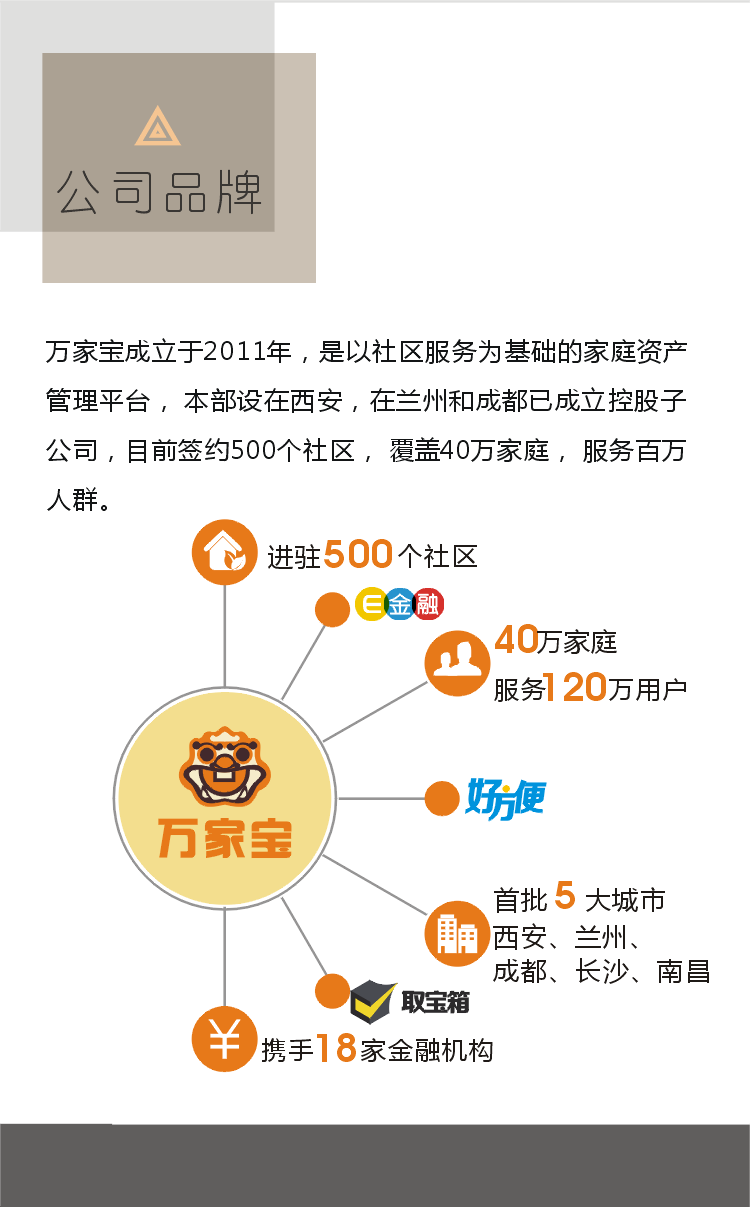 公司品牌
万家宝成立于2011年，是以社区服务为基础的家庭资产
管理平台， 本部设在西安，在兰州和成都已成立控股子
公司，目前签约500个社区， 覆盖40万家庭， 服务百万
人群。
进驻500个社区
E金融
40万家庭
服务120万用户
万家宝
好方便
首批 5 大城市
西安、兰州、
成都、长沙、南昌
取宝箱
¥
携手18家金融机构